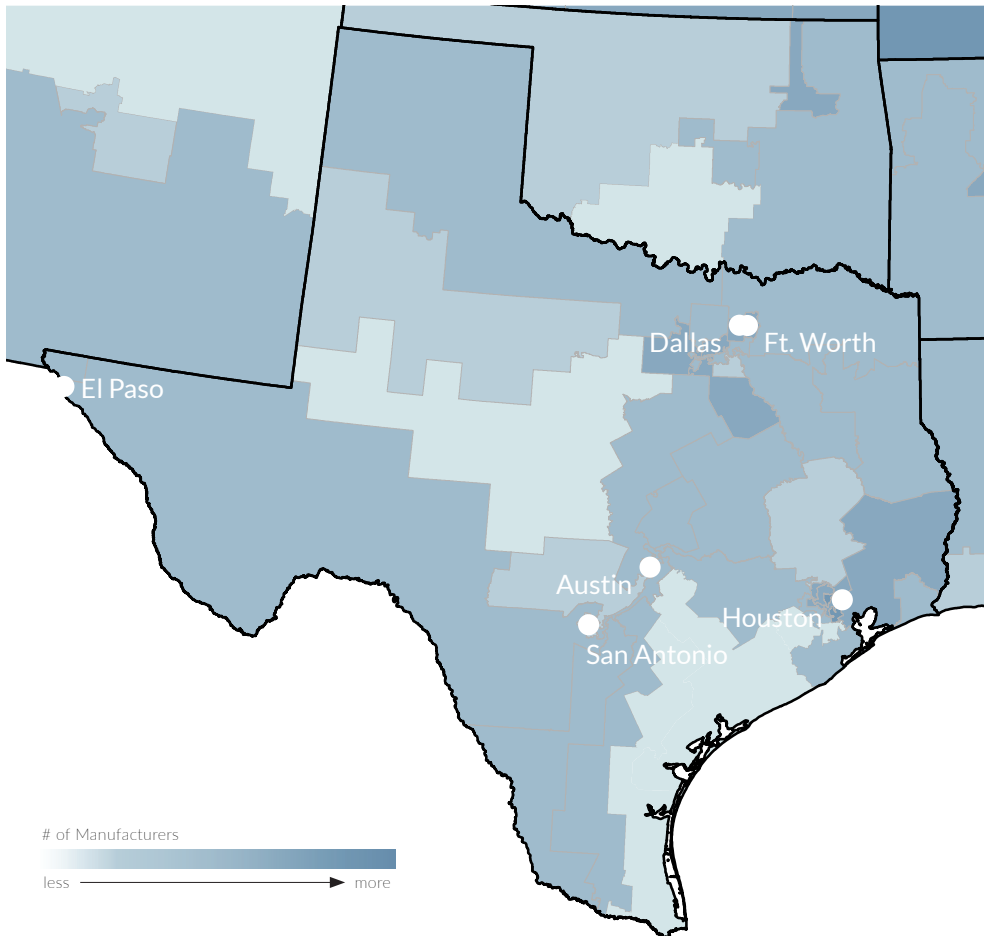 Dallas
Ft. Worth
El Paso
Austin
Houston
San Antonio
# of Manufacturers
less
more